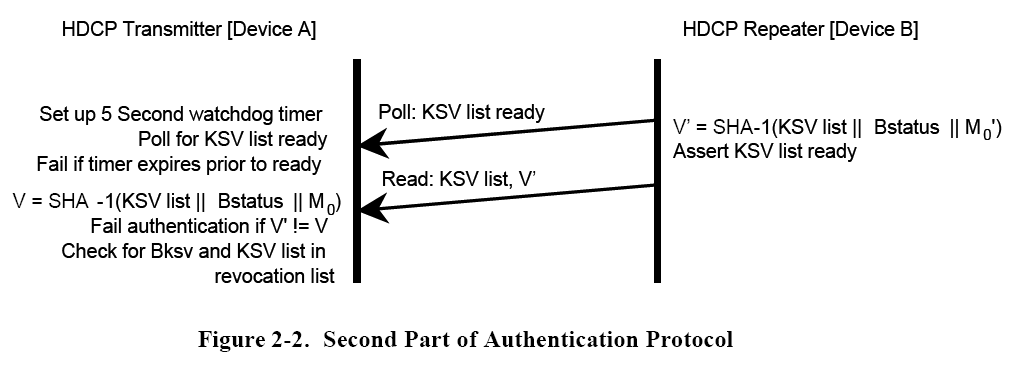 HDCP Transmitter [Device A]
HDCP Repeater [Device B]
Set up 5 Second watchdog timer
Poll for KSV list ready
Fail if timer expires prior to ready
V = SHA -1(KSV list || Bstatus || M0)
Fail authentication if V' != V
Check for Bksv and KSV list in
revocation list
Poll: KSV list ready
Read: KSV list, V’
V’ = SHA-1(KSV list || Bstatus || M0')
Assert KSV list ready
Figure 2-2. Second Part of Authentication Protocol